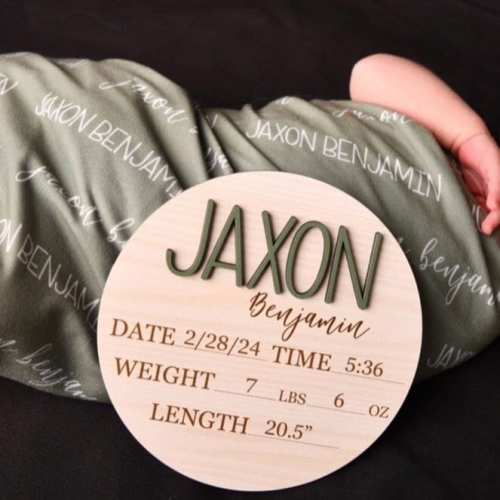 JAXON BENJAMIN
JAXON BENJAMIN
JAXON
Benjamin
DATE 2/28/24 TIME 5:36
WEIGHT 7 LBS 6 OZ
LENGTH 20.5”
benjamin